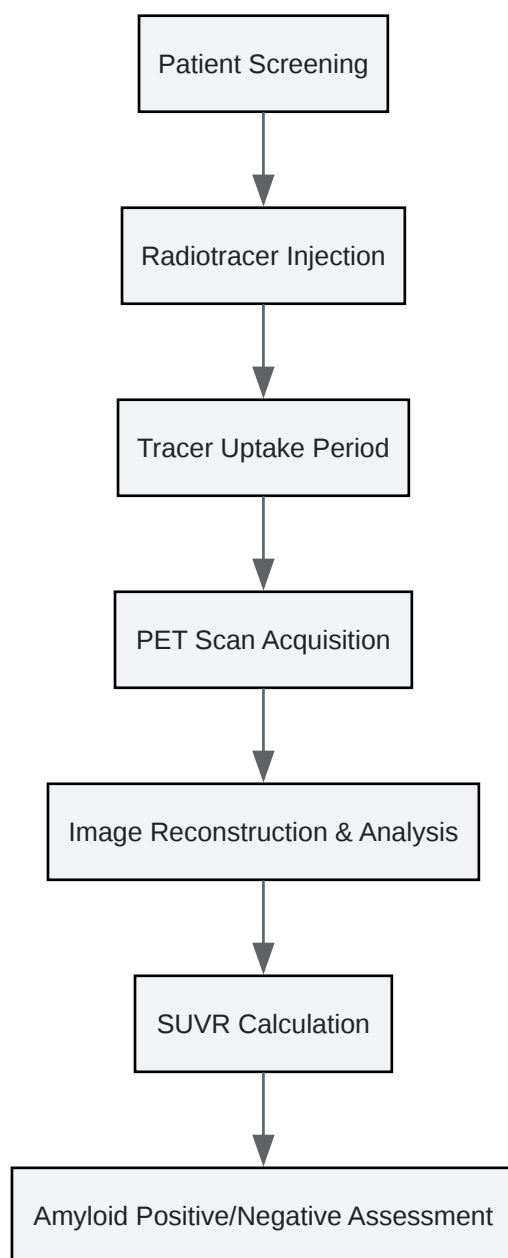 Patient Screening
Radiotracer Injection
Tracer Uptake Period
PET Scan Acquisition
Image Reconstruction & Analysis
SUVR Calculation
Amyloid Positive/Negative Assessment